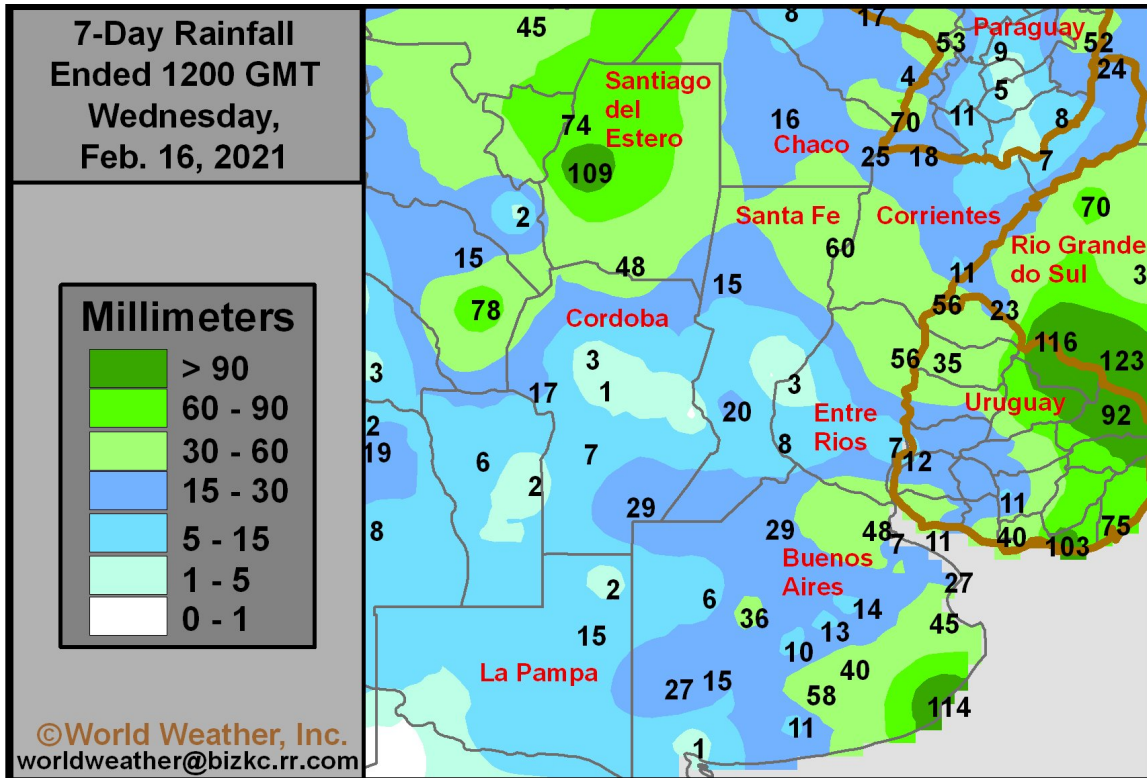 7-Day Rainfall
Ended 1200 GMT
Wednesday,
Feb. 16, 2021
Millimeters
> 90
60 - 90
30 - 60
15 - 30
5 - 15
1 - 5
0 - 1
©World Weather, Inc.
worldweather@bizkc.rr.com
45
8
17
Paraguay
53
9
52
24
4
5
Santiago
del
Estero
74
16
70
11
8
Chaco
109
25
18
7
2
Santa Fe
Corrientes
70
60
Rio Grande
do Sul
15
48
15
11
3
78
Cordoba
56
23
116
3
3
56
35
123
1
17
3
20
Entre
Rios
Uruguay
92
2
19
6
7
8
7
12
2
29
11
8
29
48
7
11
40
103
75
Buenos
Aires
27
2
6
36
14
45
15
13
10
La Pampa
27
15
40
58
114
11
1